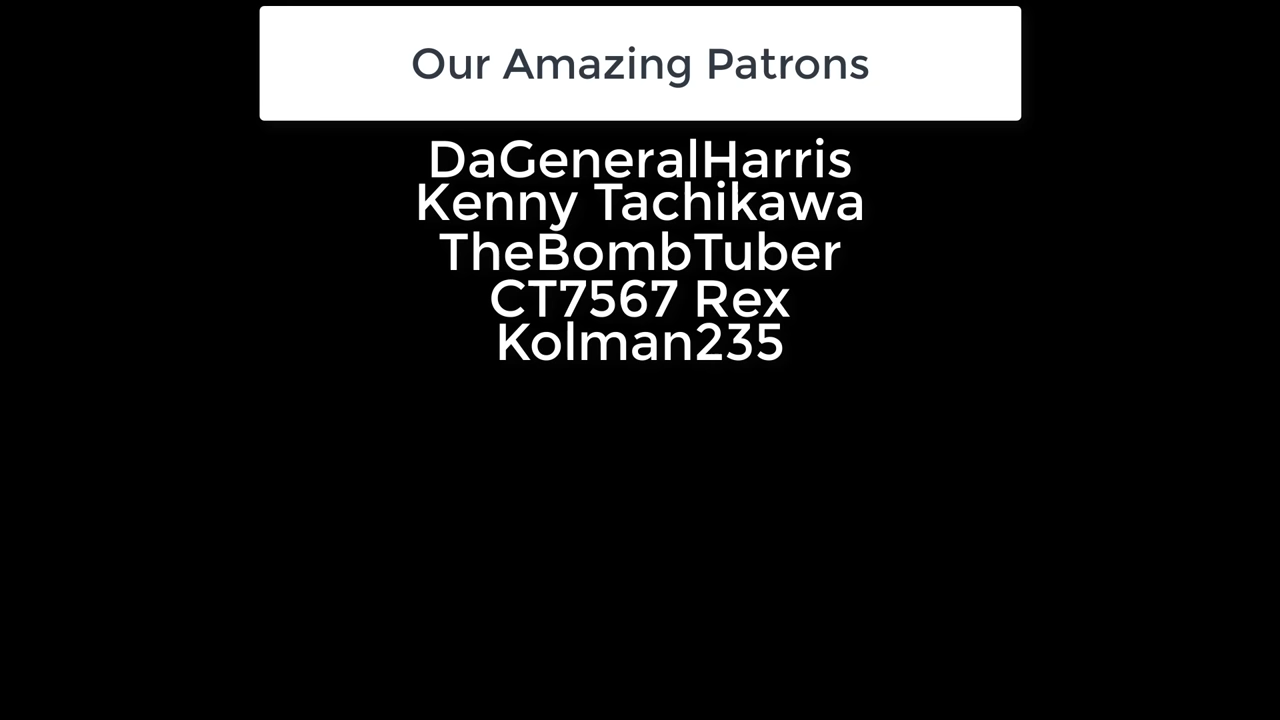 Our Amazing Patrons
DaGeneralHarris
Kenny Tachikawa
TheBombTuber
CT7567 Rex
Kolman235